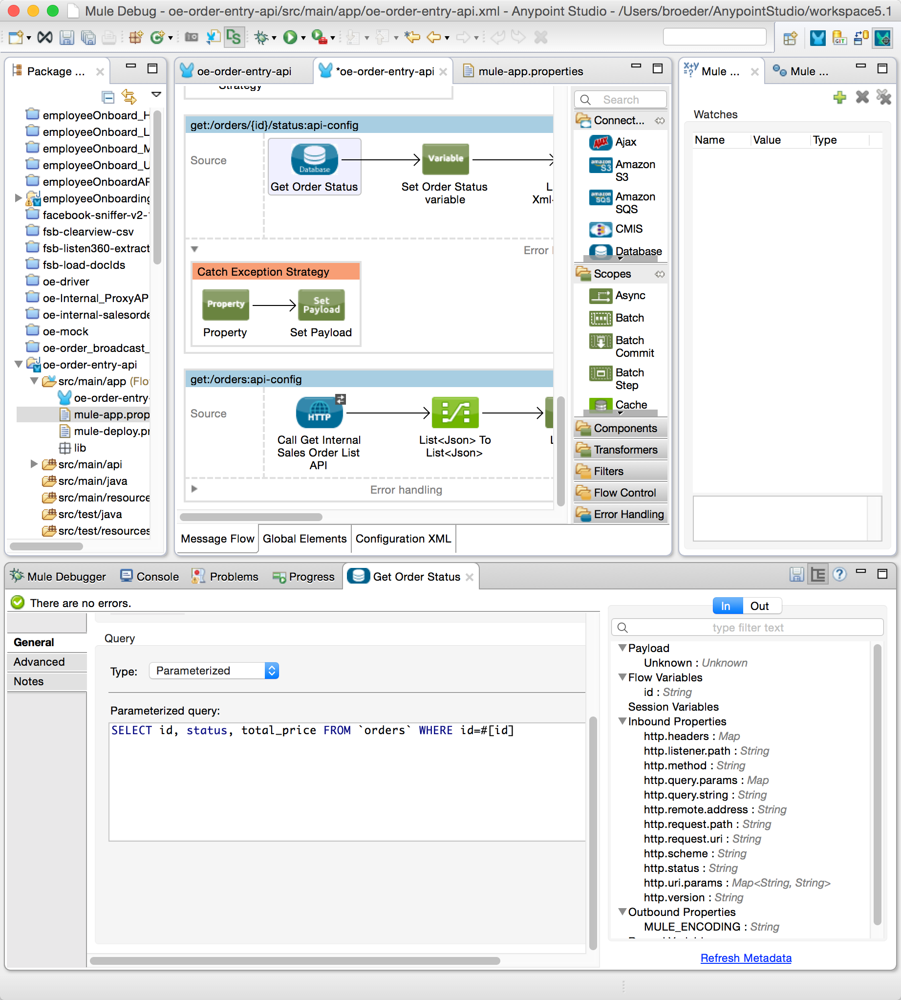 Mule Debug - oe-order-entry-api/src/main/app/oe-order-entry-api.xml - Anypoint Studio - /Users/broeder/AnypointStudio/workspace5.1
DS
GIT
Package ...
employeeOnboard_H
employeeOnboard_L
employeeOnboard_M
employeeOnboard_U
employeeOnboardAP
employeeOnboarding
facebook-sniffer-v2-
fsb-clearview-csv
fsb-listen360-extract
fsb-load-docIds
oe-driver
oe-Internal_ProxyAP
oe-internal-salesorde
oe-mock
oe-order_broadcast_
oe-order-entry-api
src/main/app (Flo
oe-order-entry-
mule-app.prop
mule-deploy.pr
lib
src/main/api
src/main/java
src/main/resource
src/test/java
src/test/resources
oe-order-entry-api
*oe-order-entry-api
mule-app.properties
Strategy
get:/orders/{id}/status:api-config
Source
Database
Get Order Status
Variable
Set Order Status
variable
L
Xml-
Error
Catch Exception Strategy
Property
Set
Payload
Property
Set Payload
get:/orders:api-config
Source
HTTP
Call Get Internal
Sales Order List
API
List<Json> To
List<Json>
L
Error handling
Message Flow
Global Elements
Configuration XML
Search
Connect...
AJAX
Ajax
amazon
S3
Amazon
S3
amazon
SQS
Amazon
SQS
CMIS
Database
Scopes
Async
Batch
Batch
Commit
Batch
Step
Cache
Components
Transformers
Filters
Flow Control
Error Handling
x+y
=?
Mule ...
Mule ...
Watches
Name
Value
Type
Mule Debugger
Console
Problems
Progress
Get Order Status
There are no errors.
General
Advanced
Notes
Query
Type:
Parameterized
Parameterized query:
SELECT id, status, total_price FROM `orders` WHERE id=#[id]
In
Out
type filter text
Payload
Unknown : Unknown
Flow Variables
id : String
Session Variables
Inbound Properties
http.headers : Map
http.listener.path : String
http.method : String
http.query.params : Map
http.query.string : String
http.remote.address : String
http.request.path : String
http.request.uri : String
http.scheme : String
http.status : String
http.uri.params : Map<String, String>
http.version : String
Outbound Properties
MULE_ENCODING : String
Refresh Metadata